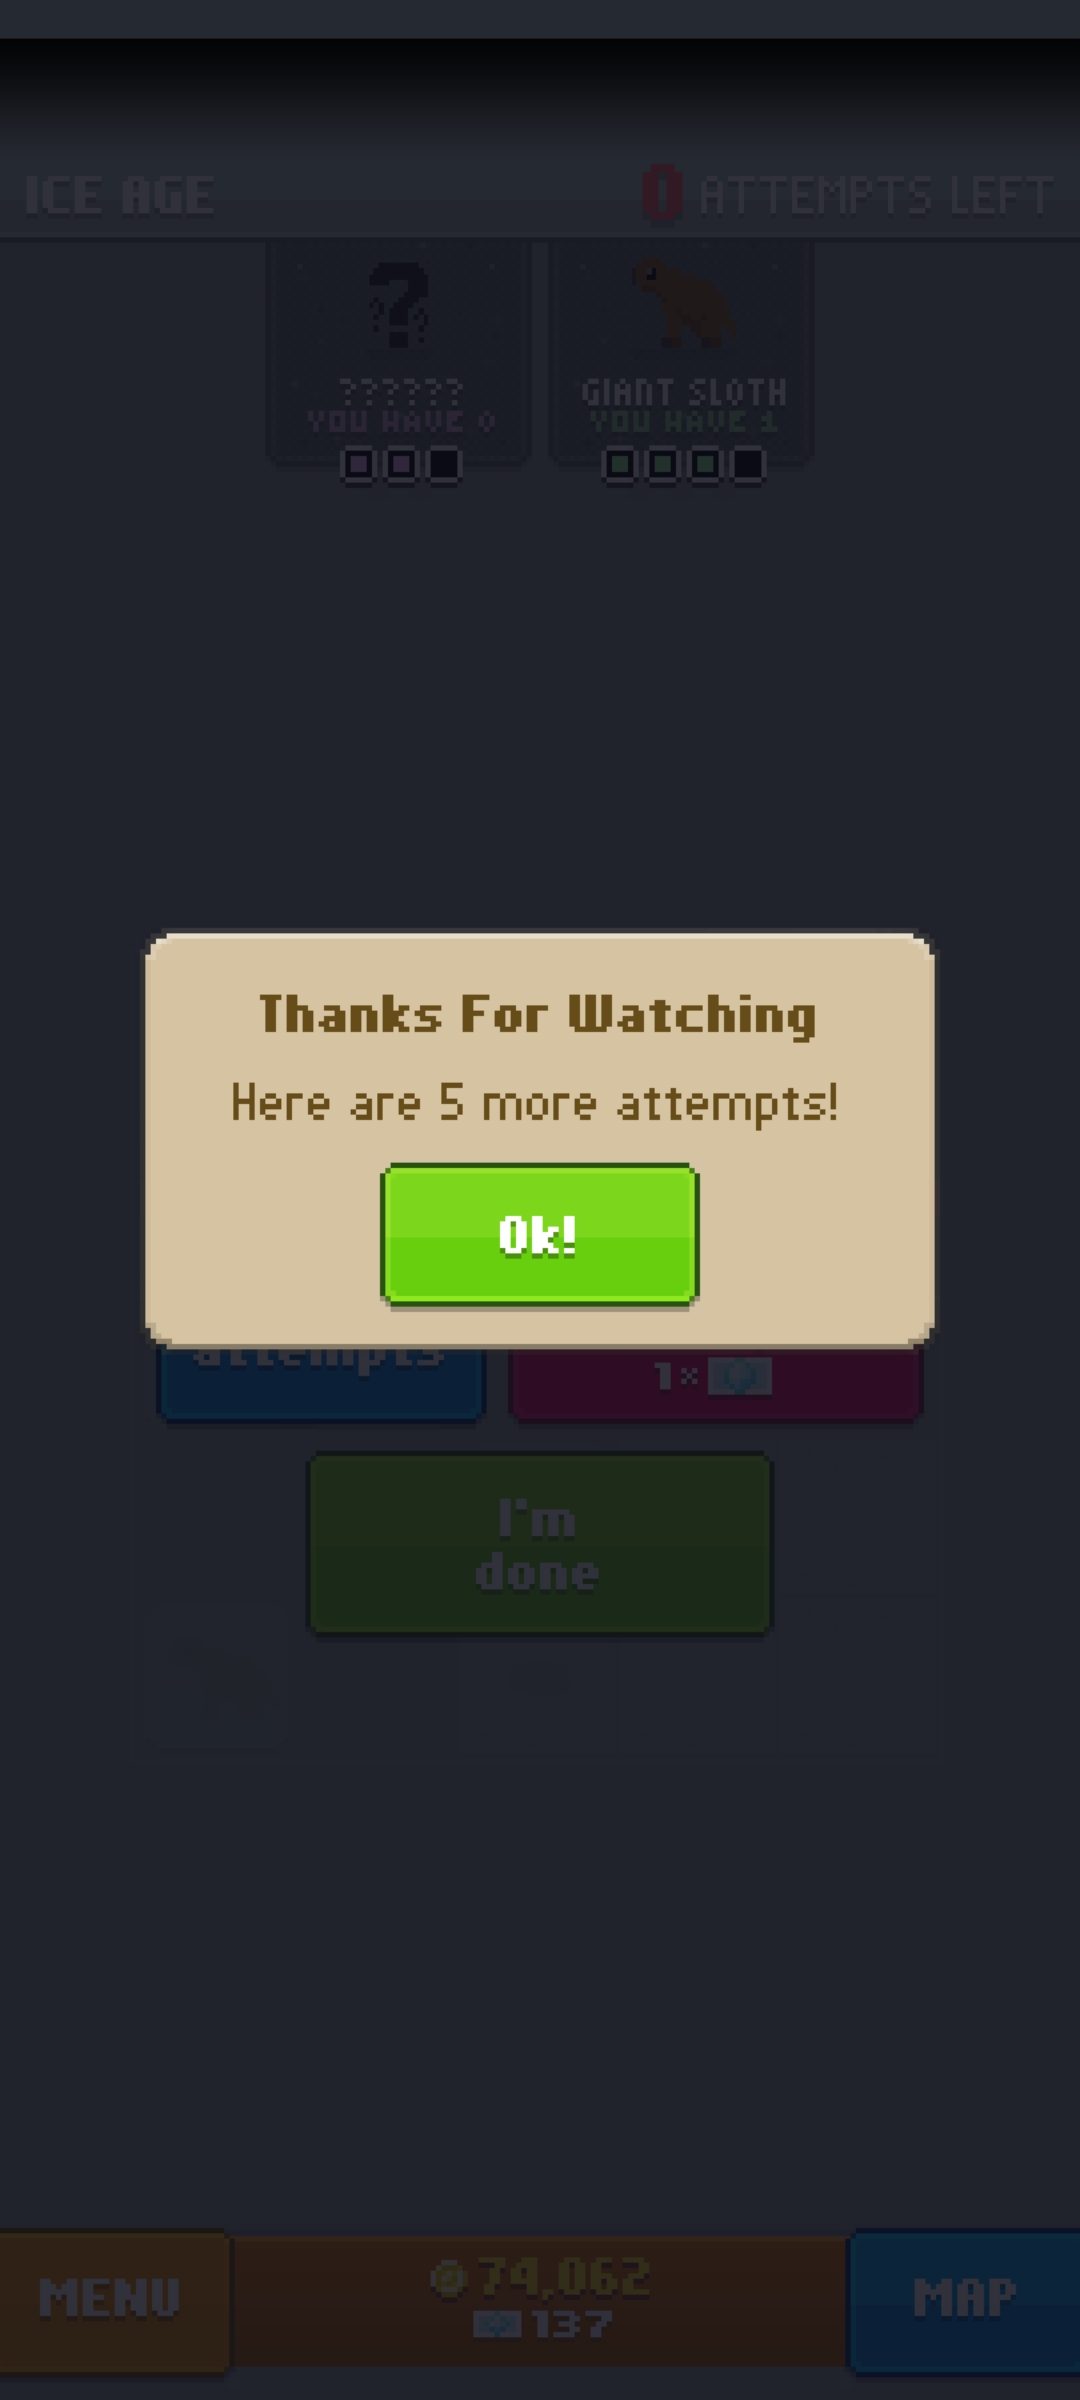 ICE AGE
0 ATTEMPTS LEFT
??????
YOU HAVE 0
GIANT SLOTH
YOU HAVE 1
Thanks For Watching
Here are 5 more attempts!
Ok!
attempts
1×
I'm
done
MENU
74,062
137
MAP